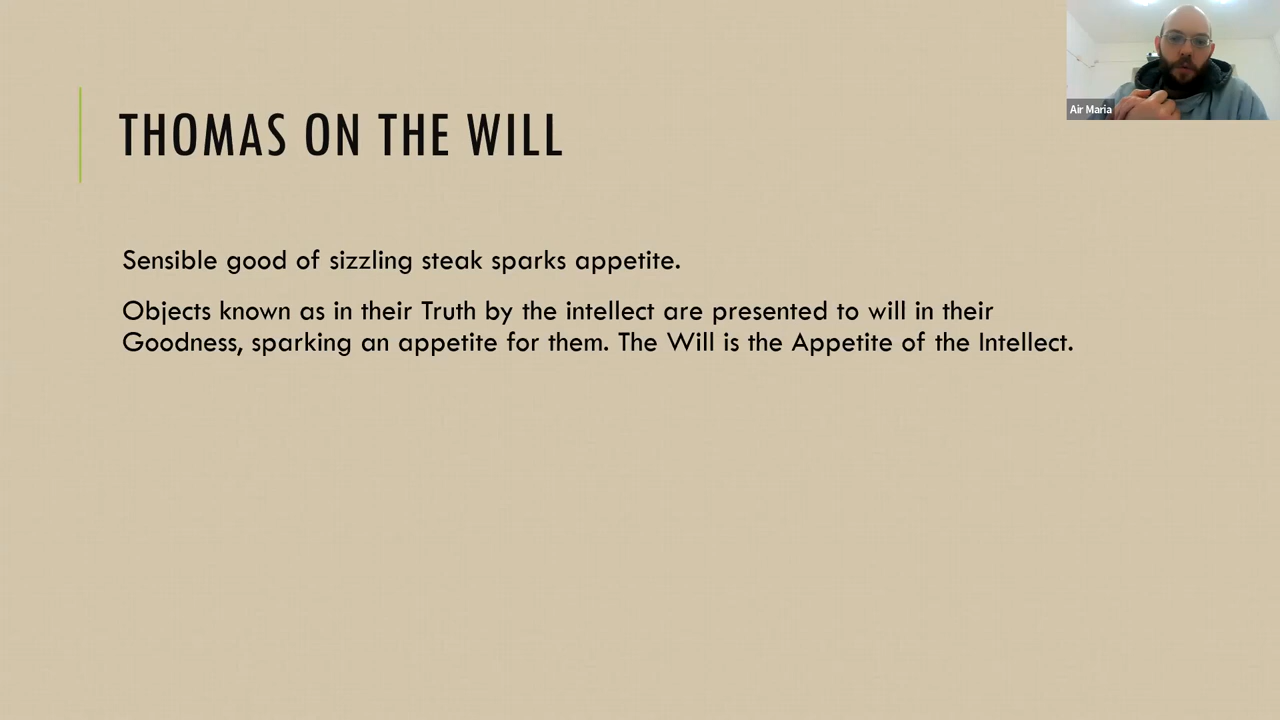 THOMAS ON THE WILL
Air Maria
Sensible good of sizzling steak sparks appetite.
Objects known as in their Truth by the intellect are presented to will in their
Goodness, sparking an appetite for them. The Will is the Appetite of the Intellect.